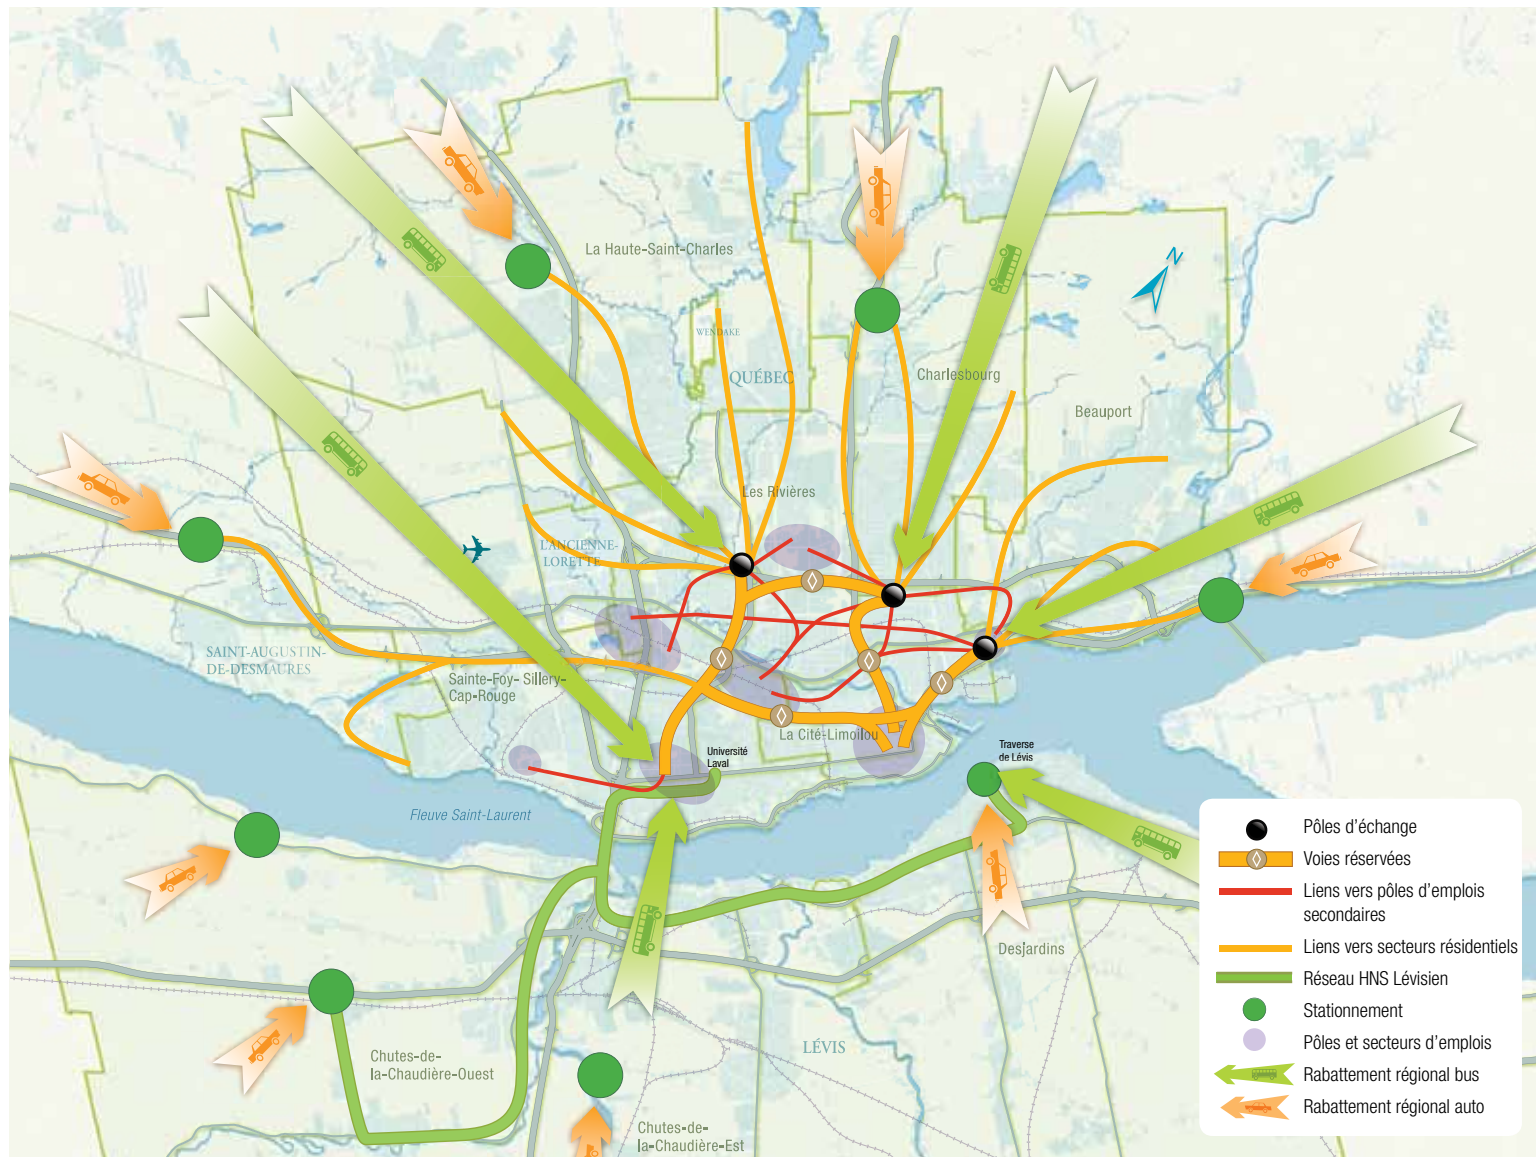 N
La Haute-Saint-Charles
WENDAKE
QUÉBEC
Charlesbourg
Beauport
Les Rivières
L'ANCIENNE-
LORETTE
SAINT-AUGUSTIN-
DE-DESMAURES
Sainte-Foy- Sillery-
Cap-Rouge
La Cité-Limoilou
Université
Laval
Traverse
de Lévis
Fleuve Saint-Laurent
Desjardins
LÉVIS
Chutes-de-
la-Chaudière-Ouest
Chutes-de-
la-Chaudière-Est
Pôles d'échange
Voies réservées
Liens vers pôles d'emplois
secondaires
Liens vers secteurs résidentiels
Réseau HNS Lévisien
Stationnement
Pôles et secteurs d'emplois
Rabattement régional bus
Rabattement régional auto